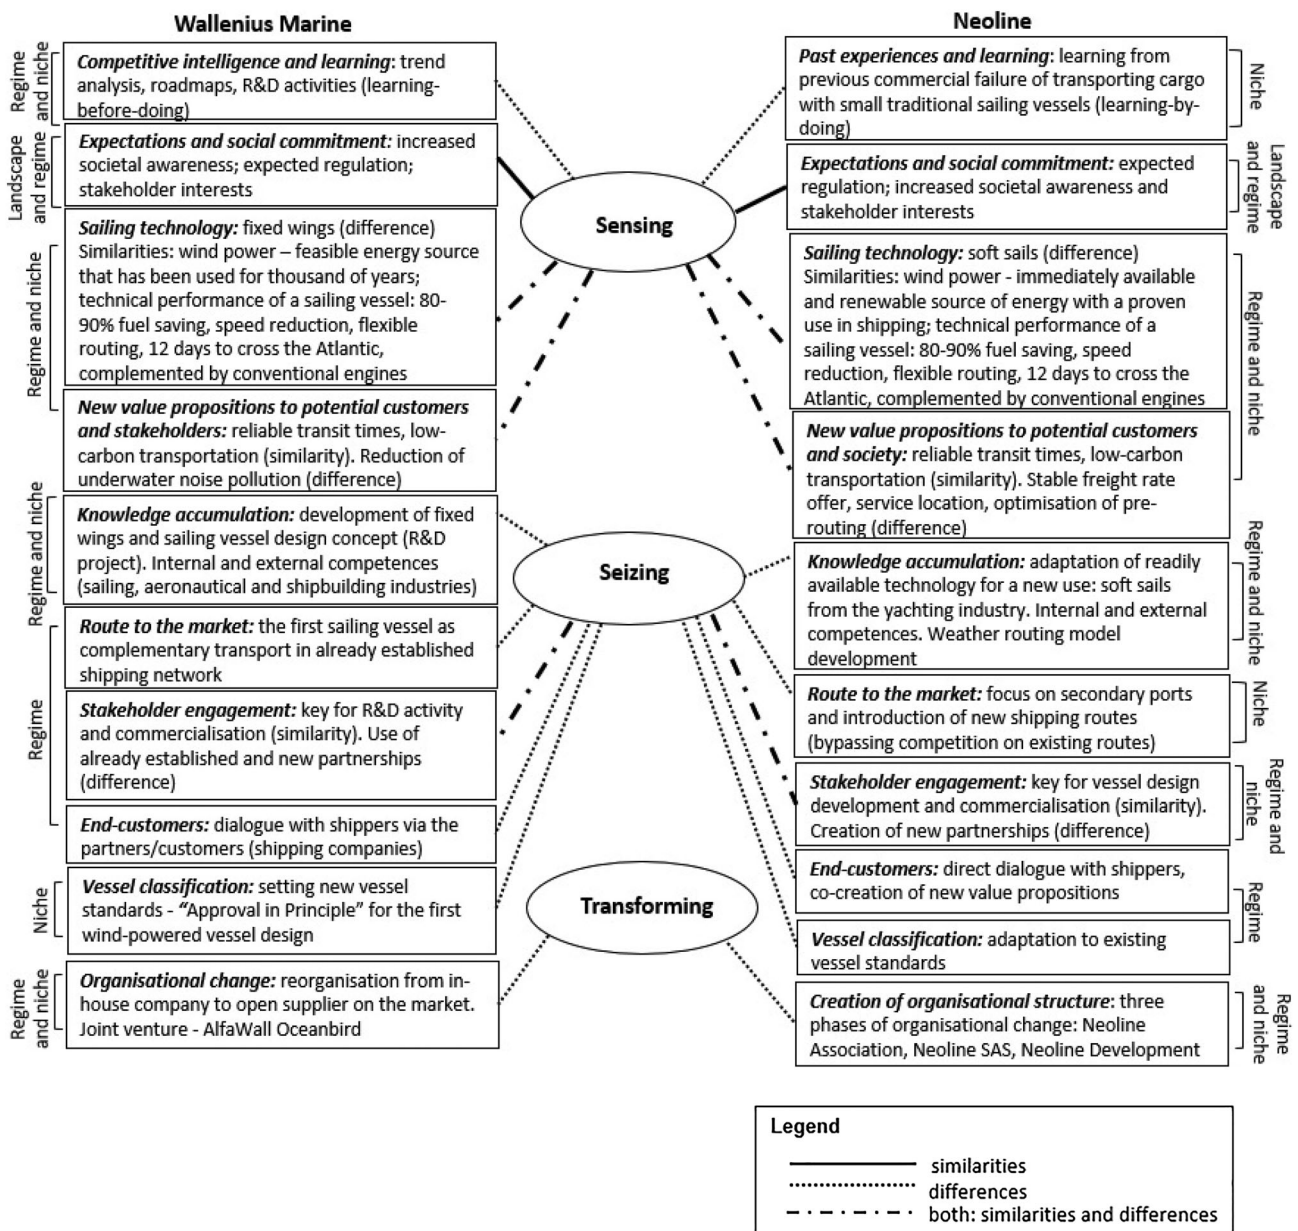 Wallenius Marine
Regime
and niche
Competitive intelligence and learning: trend
analysis, roadmaps, R&D activities (learning-
before-doing)
Landscape
and regime
Expectations and social commitment: increased
societal awareness; expected regulation;
stakeholder interests
Regime and niche
Sailing technology: fixed wings (difference)
Similarities: wind power – feasible energy source
that has been used for thousand of years;
technical performance of a sailing vessel: 80-
90% fuel saving, speed reduction, flexible
routing, 12 days to cross the Atlantic,
complemented by conventional engines
New value propositions to potential customers
and stakeholders: reliable transit times, low-
carbon transportation (similarity). Reduction of
underwater noise pollution (difference)
Regime and niche
Knowledge accumulation: development of fixed
wings and sailing vessel design concept (R&D
project). Internal and external competences
(sailing, aeronautical and shipbuilding industries)
Regime
Route to the market: the first sailing vessel as
complementary transport in already established
shipping network
Stakeholder engagement: key for R&D activity
and commercialisation (similarity). Use of
already established and new partnerships
(difference)
End-customers: dialogue with shippers via the
partners/customers (shipping companies)
Niche
Vessel classification: setting new vessel
standards - “Approval in Principle” for the first
wind-powered vessel design
Regime
and niche
Organisational change: reorganisation from in-
house company to open supplier on the market.
Joint venture - AlfaWall Oceanbird
Sensing
Seizing
Transforming
Neoline
Past experiences and learning: learning from
previous commercial failure of transporting cargo
with small traditional sailing vessels (learning-by-
doing)
Niche
Expectations and social commitment: expected
regulation; increased societal awareness and
stakeholder interests
Landscape
and regime
Sailing technology: soft sails (difference)
Similarities: wind power - immediately available
and renewable source of energy with a proven
use in shipping; technical performance of a
sailing vessel: 80-90% fuel saving, speed
reduction, flexible routing, 12 days to cross the
Atlantic, complemented by conventional engines
Regime and niche
New value propositions to potential customers
and society: reliable transit times, low-carbon
transportation (similarity). Stable freight rate
offer, service location, optimisation of pre-
routing (difference)
Knowledge accumulation: adaptation of readily
available technology for a new use: soft sails
from the yachting industry. Internal and external
competences. Weather routing model
development
Regime and niche
Route to the market: focus on secondary ports
and introduction of new shipping routes
(bypassing competition on existing routes)
Niche
Stakeholder engagement: key for vessel design
development and commercialisation (similarity).
Creation of new partnerships (difference)
Regime and
niche
End-customers: direct dialogue with shippers,
co-creation of new value propositions
Regime
Vessel classification: adaptation to existing
vessel standards
Creation of organisational structure: three
phases of organisational change: Neoline
Association, Neoline SAS, Neoline Development
Regime
and niche
Legend
similarities
differences
both: similarities and differences